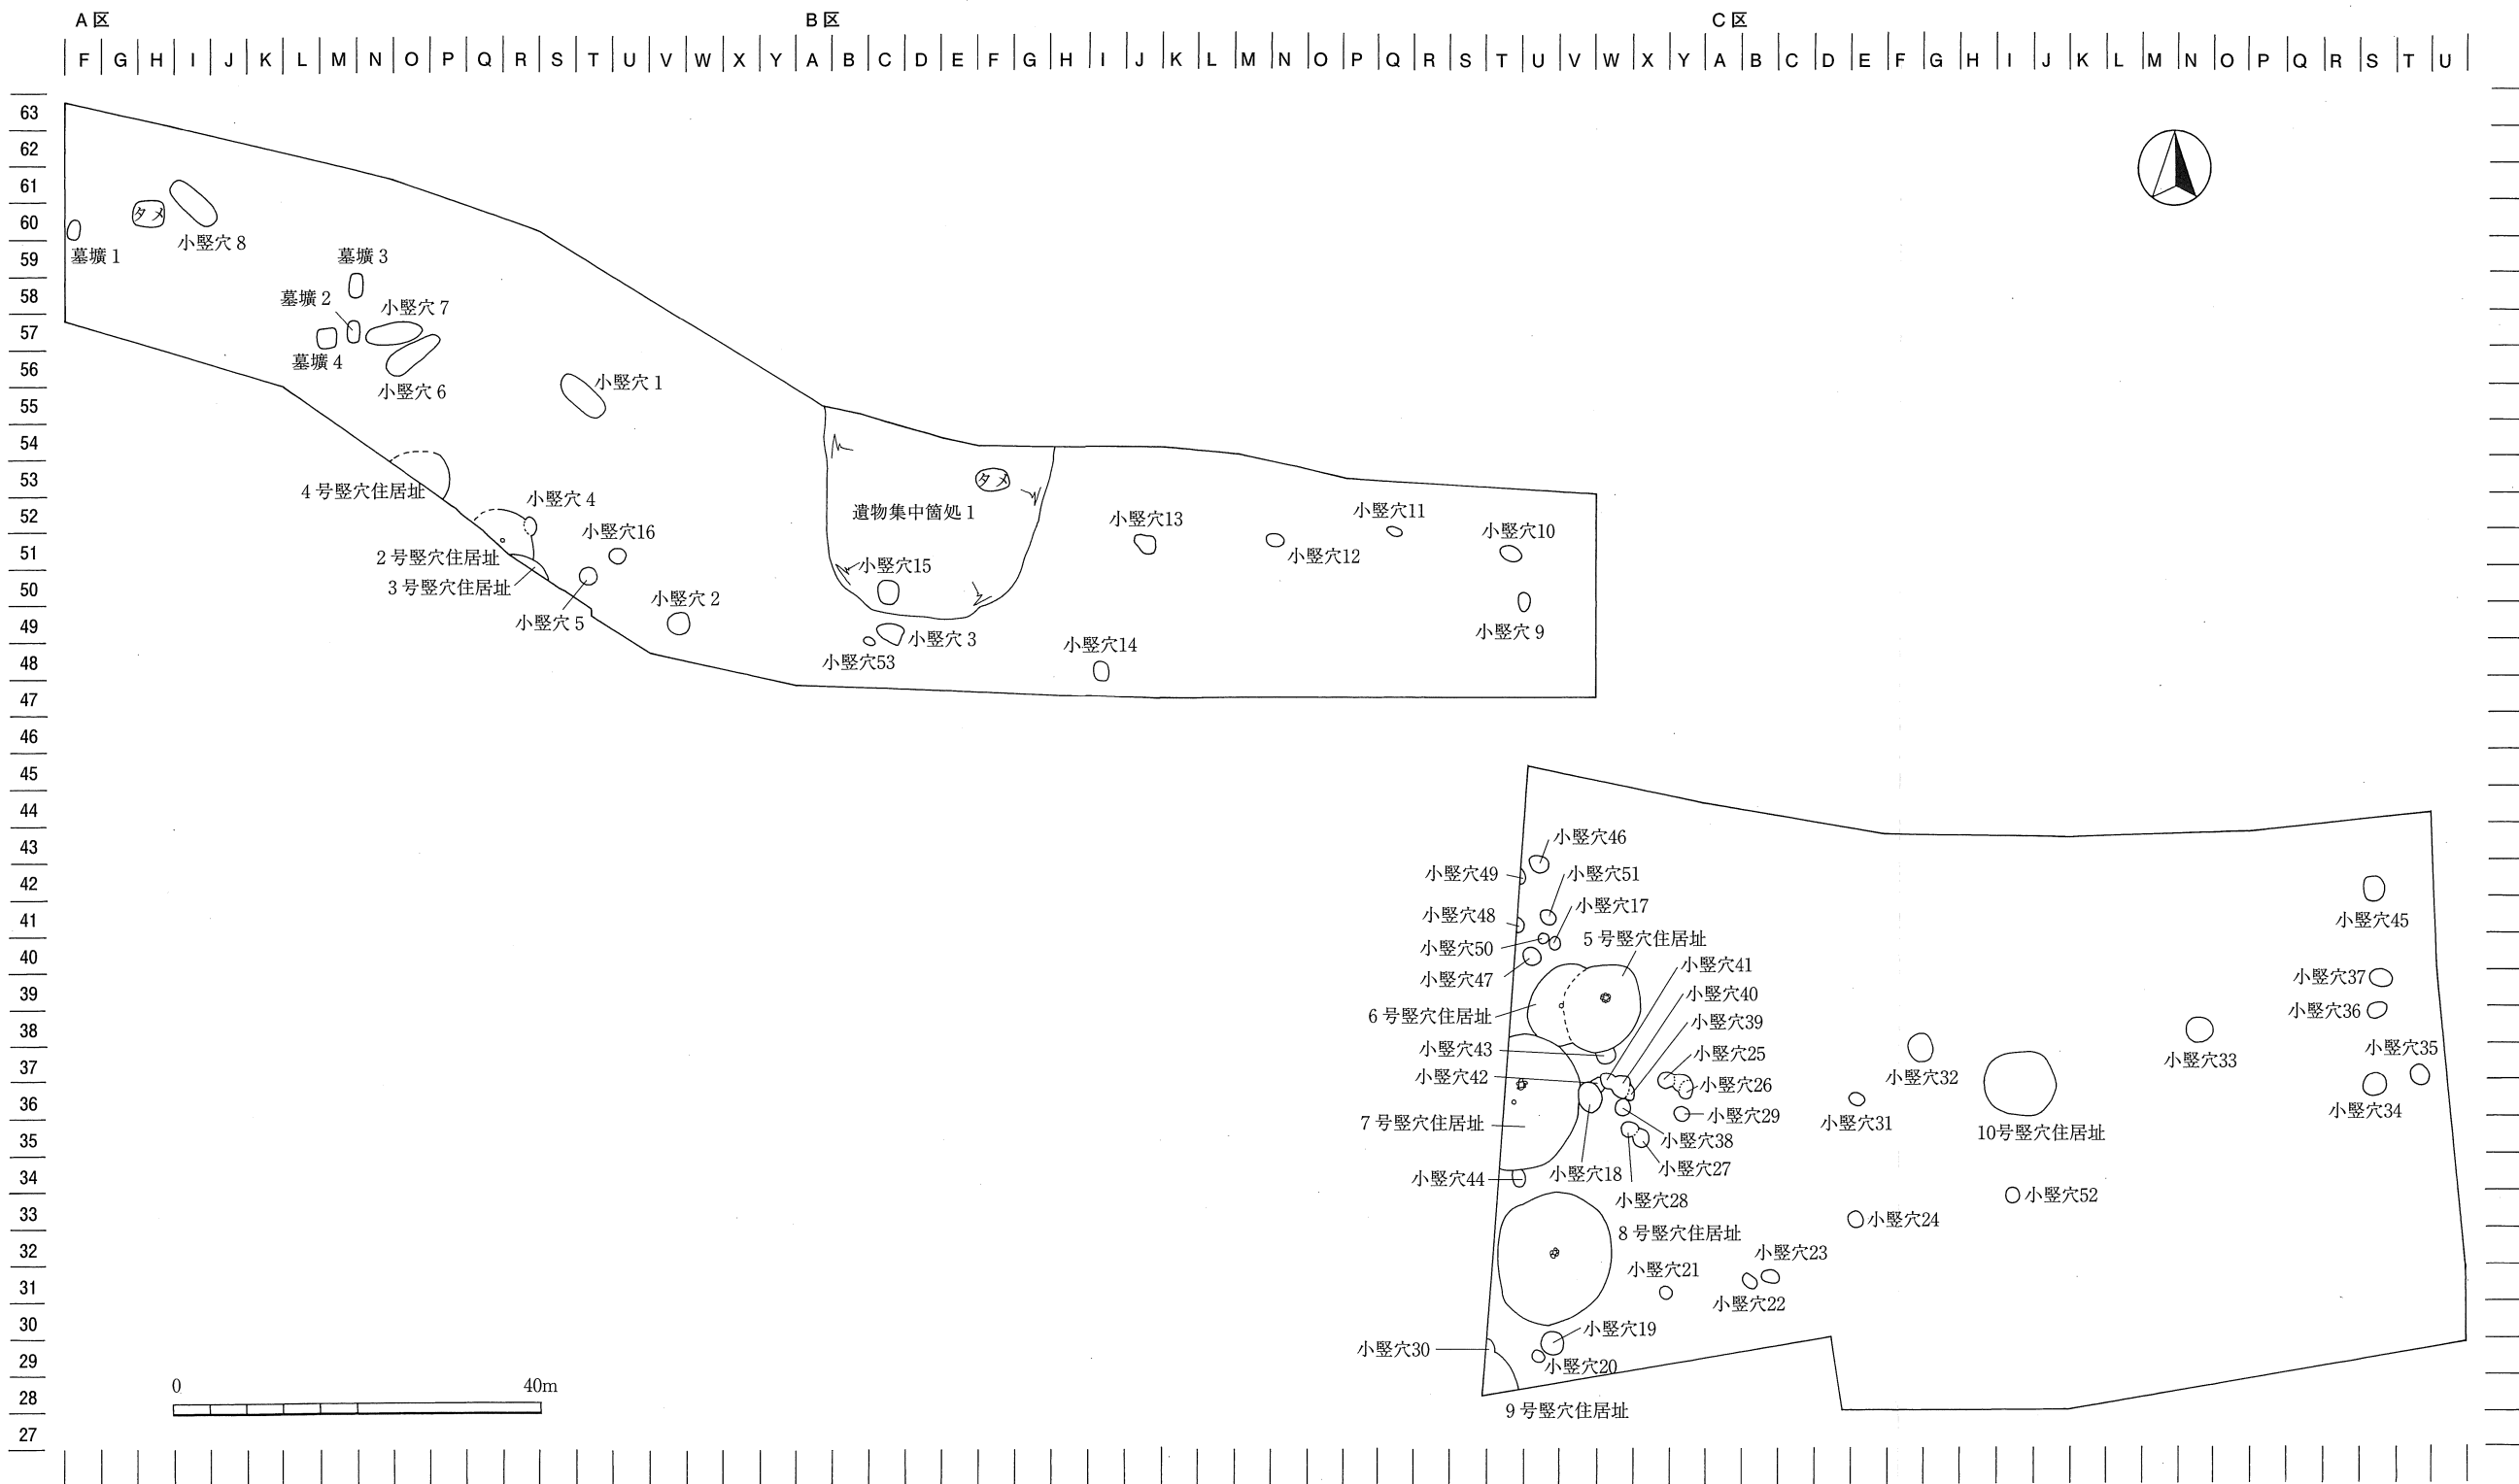 A区 B区 C区
F G H I J K L M N O P Q R S T U V W X Y A B C D E F G H I J K L M N O P Q R S T U V W X Y A B C D E F G H I J K L M N O P Q R S T U
63
62
61
60
59
58
57
56
55
54
53
52
51
50
49
48
47
46
45
44
43
42
41
40
39
38
37
36
35
34
33
32
31
30
29
28
27
タメ
小竪穴8
墓壙1
墓壙3
墓壙2
小竪穴7
墓壙4
小竪穴6
小竪穴1
4号竪穴住居址
小竪穴4
小竪穴16
2号竪穴住居址
3号竪穴住居址
小竪穴5
小竪穴2
タメ
遺物集中箇処1
小竪穴15
小竪穴3
小竪穴53
小竪穴13
小竪穴14
小竪穴12
小竪穴11
小竪穴10
小竪穴9
小竪穴46
小竪穴49
小竪穴51
小竪穴17
小竪穴48
小竪穴50
5号竪穴住居址
小竪穴47
小竪穴41
小竪穴40
6号竪穴住居址
小竪穴39
小竪穴43
小竪穴25
小竪穴42
小竪穴26
7号竪穴住居址
小竪穴29
小竪穴38
小竪穴27
小竪穴18
小竪穴44
小竪穴28
8号竪穴住居址
小竪穴21
小竪穴23
小竪穴22
小竪穴19
小竪穴30
小竪穴20
9号竪穴住居址
小竪穴45
小竪穴37
小竪穴36
小竪穴35
小竪穴33
小竪穴34
小竪穴32
小竪穴31
10号竪穴住居址
小竪穴52
小竪穴24
0 40m